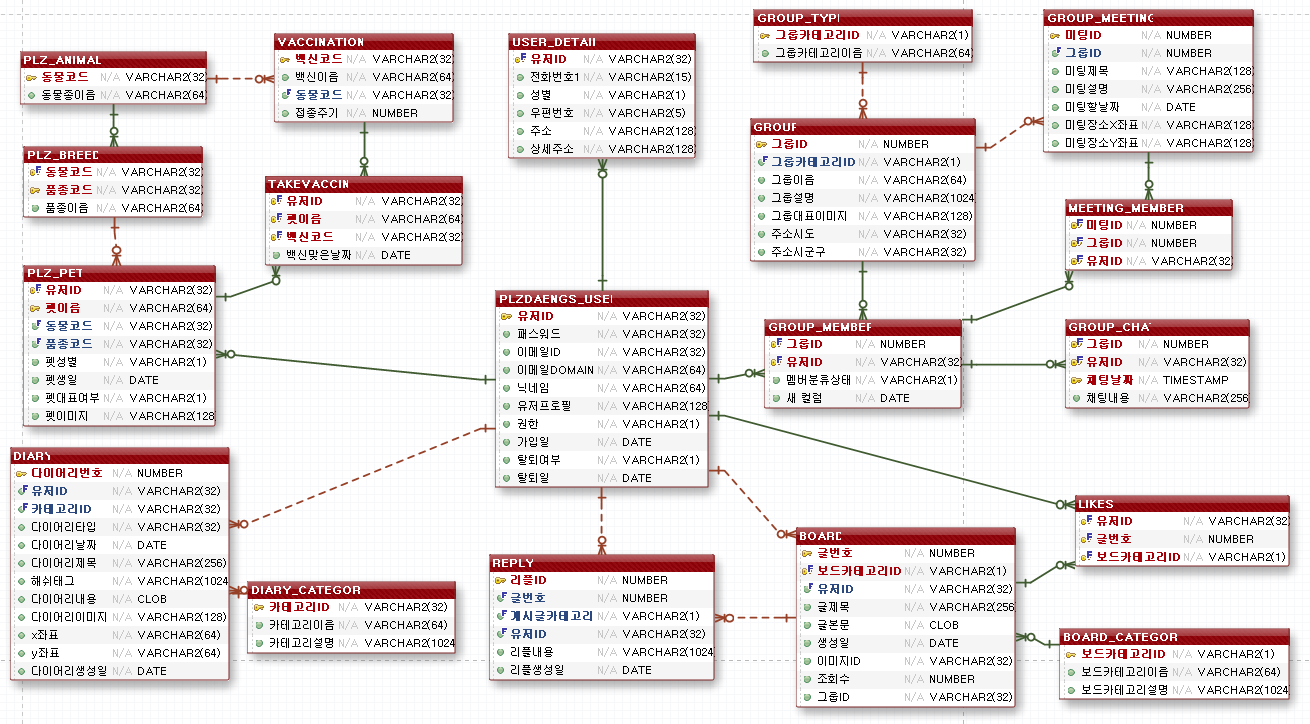 PLZ_ANIMAL
동물코드 N/A VARCHAR2(32
동물종이름 N/A VARCHAR2(64)
VACCINATION
백신코드 N/A VARCHAR2(32
백신이름 N/A VARCHAR2(64
동물코드 N/A VARCHAR2(32
접종주기 N/A NUMBER
USER_DETAIL
유저ID N/A VARCHAR2(32)
전화번호1 N/A VARCHAR2(15)
성별 N/A VARCHAR2(1)
우편번호 N/A VARCHAR2(5)
주소 N/A VARCHAR2(128
상세주소 N/A VARCHAR2(128
GROUP_TYPE
그룹카테고리ID N/A VARCHAR2(1)
그룹카테고리이름 N/A VARCHAR2(64
GROUP_MEETING
미팅ID N/A NUMBER
그룹ID N/A NUMBER
미팅제목 N/A VARCHAR2(128
미팅설명 N/A VARCHAR2(256
미팅할날짜 N/A DATE
미팅장소X좌표 N/A VARCHAR2(128
미팅장소Y좌표 N/A VARCHAR2(128
PLZ_BREED
동물코드 N/A VARCHAR2(32)
품종코드 N/A VARCHAR2(32)
품종이름 N/A VARCHAR2(64)
TAKEVACCIN
유저ID N/A VARCHAR2(32
펫이름 N/A VARCHAR2(64
백신코드 N/A VARCHAR2(32
백신맞은날짜 N/A DATE
GROUP
그룹ID N/A NUMBER
그룹카테고리ID N/A VARCHAR2(1)
그룹이름 N/A VARCHAR2(64)
그룹설명 N/A VARCHAR2(1024
그룹대표이미지 N/A VARCHAR2(128)
주소시도 N/A VARCHAR2(32)
주소시군구 N/A VARCHAR2(32)
MEETING_MEMBER
미팅ID N/A NUMBER
그룹ID N/A NUMBER
유저ID N/A VARCHAR2(32
PLZ_PET
유저ID N/A VARCHAR2(32)
펫이름 N/A VARCHAR2(64)
동물코드 N/A VARCHAR2(32)
품종코드 N/A VARCHAR2(32)
펫성별 N/A VARCHAR2(1)
펫생일 N/A DATE
펫대표여부 N/A VARCHAR2(1)
펫이미지 N/A VARCHAR2(128
PLZDAENGS_USE
유저ID N/A VARCHAR2(32)
패스워드 N/A VARCHAR2(32)
이메일ID N/A VARCHAR2(32)
이메일DOMAIN N/A VARCHAR2(64)
닉네임 N/A VARCHAR2(64)
유저프로필 N/A VARCHAR2(128
권한 N/A VARCHAR2(1)
가입일 N/A DATE
탈퇴여부 N/A VARCHAR2(1)
탈퇴일 N/A DATE
GROUP_MEMBER
그룹ID N/A NUMBER
유저ID N/A VARCHAR2(32
멤버분류상태 N/A VARCHAR2(1)
새 컬럼 N/A DATE
GROUP_CHA
그룹ID N/A NUMBER
유저ID N/A VARCHAR2(32)
채팅날짜 N/A TIMESTAMP
채팅내용 N/A VARCHAR2(256
DIARY
다이어리번호 N/A NUMBER
유저ID N/A VARCHAR2(32)
카테고리ID N/A VARCHAR2(32)
다이어리타입 N/A VARCHAR2(32)
다이어리날짜 N/A DATE
다이어리제목 N/A VARCHAR2(256)
해쉬태그 N/A VARCHAR2(1024
다이어리내용 N/A CLOB
다이어리이미지 N/A VARCHAR2(128)
x좌표 N/A VARCHAR2(64)
y좌표 N/A VARCHAR2(64)
다이어리생성일 N/A DATE
DIARY_CATEGOR
카테고리ID N/A VARCHAR2(32)
카테고리이름 N/A VARCHAR2(64)
카테고리설명 N/A VARCHAR2(1024
REPLY
리플ID N/A NUMBER
글번호 N/A NUMBER
게시글카테고리 N/A VARCHAR2(1)
유저ID N/A VARCHAR2(32)
리플내용 N/A VARCHAR2(1024
리플생성일 N/A DATE
BOARD
글번호 N/A NUMBER
보드카테고리ID N/A VARCHAR2(1)
유저ID N/A VARCHAR2(32)
글제목 N/A VARCHAR2(256
글본문 N/A CLOB
생성일 N/A DATE
이미지ID N/A VARCHAR2(32)
조회수 N/A NUMBER
그룹ID N/A VARCHAR2(32)
LIKES
유저ID N/A VARCHAR2(32
글번호 N/A NUMBER
보드카테고리ID N/A VARCHAR2(1)
BOARD_CATEGOR
보드카테고리ID N/A VARCHAR2(1)
보드카테고리이름 N/A VARCHAR2(64)
보드카테고리설명 N/A VARCHAR2(1024